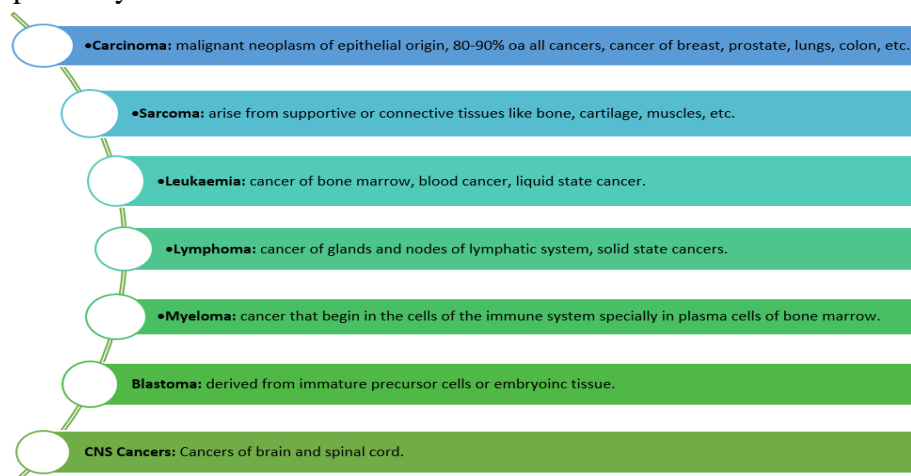 •Carcinoma: malignant neoplasm of epithelial origin, 80-90% oa all cancers, cancer of breast, prostate, lungs, colon, etc.
•Sarcoma: arise from supportive or connective tissues like bone, cartilage, muscles, etc.
•Leukaemia: cancer of bone marrow, blood cancer, liquid state cancer.
•Lymphoma: cancer of glands and nodes of lymphatic system, solid state cancers.
•Myeloma: cancer that begin in the cells of the immune system specially in plasma cells of bone marrow.
Blastoma: derived from immature precursor cells or embryoinc tissue.
CNS Cancers: Cancers of brain and spinal cord.